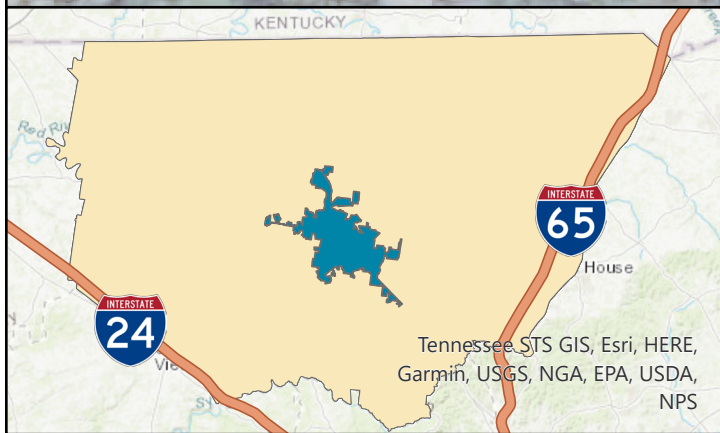 KENTUCKY
INTERSTATE
65
House
INTERSTATE
24
Tennessee STS GIS, Esri, HERE,
Garmin, USGS, NGA, EPA, USDA,
NPS